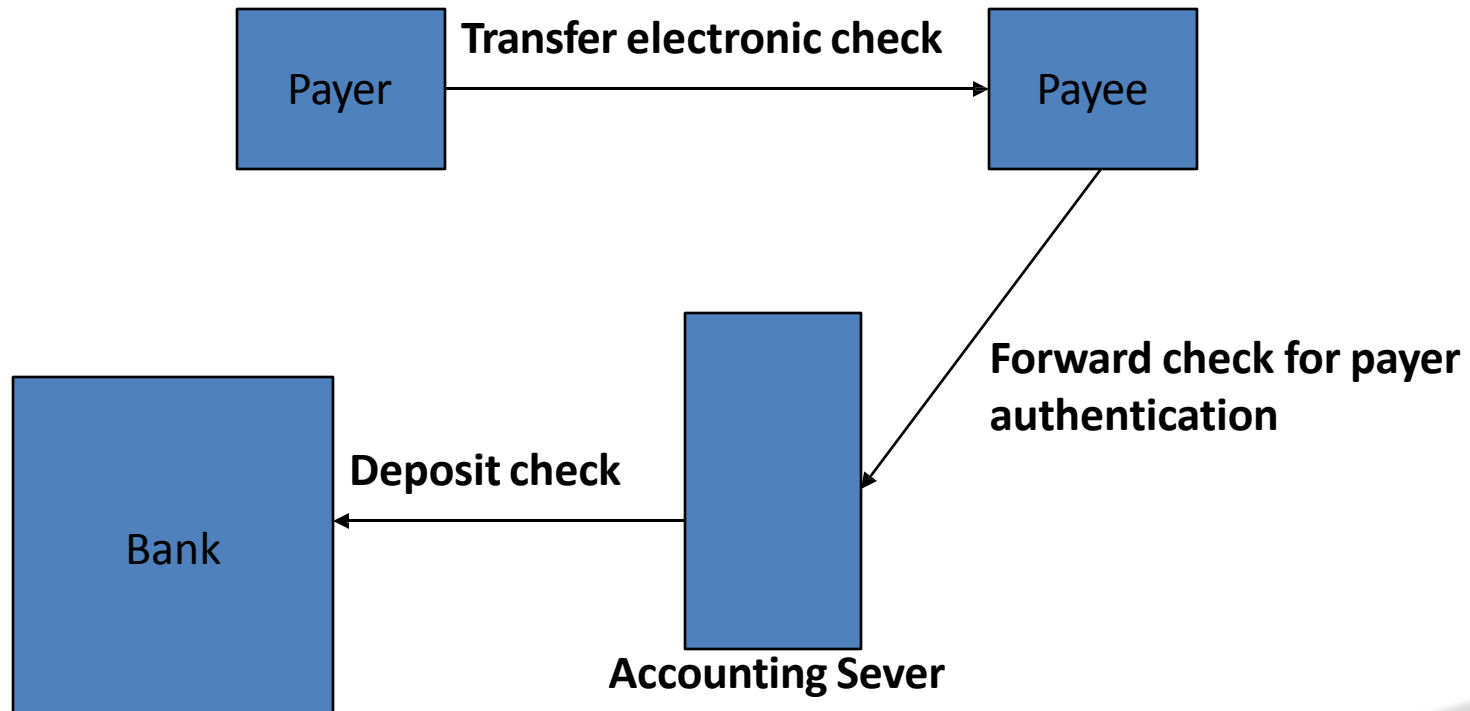 Transfer electronic check
Payer
Payee
Forward check for payer
authentication
Deposit check
Bank
Accounting Sever